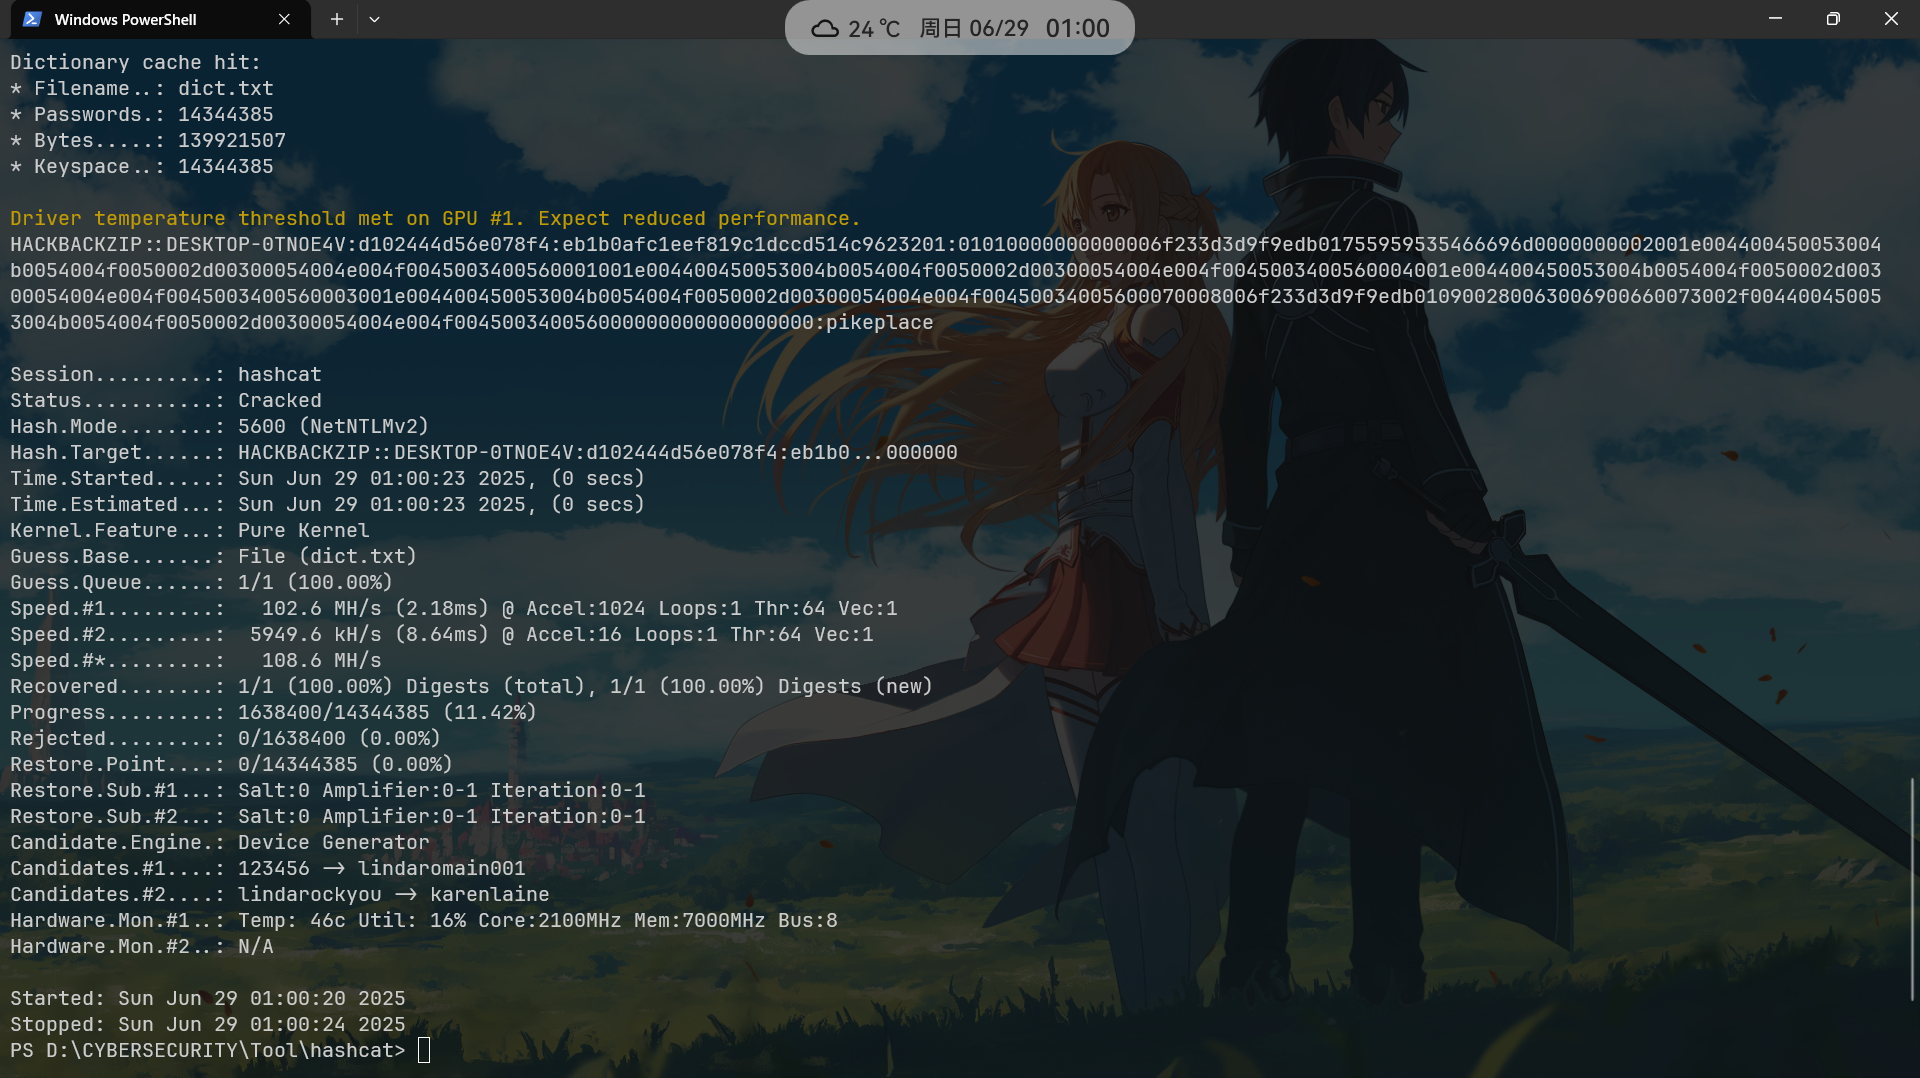 Windows PowerShell
24℃ 周日 06/29 01:00
Dictionary cache hit:
* Filename..: dict.txt
* Passwords.: 14344385
* Bytes.....: 139921507
* Keyspace..: 14344385
Driver temperature threshold met on GPU #1. Expect reduced performance.
HACKBACKZIP::DESKTOP-0TNOE4V:d102444d56e078f4:eb1b0afc1eef819c1dccd514c9623201:01010000000000006f233d3d9f9edb01755959535466696d0000000002001e004400450053004
b0054004f0050002d00300054004e004f004500340056000​1001e004400450053004b0054004f0050002d00300054004e004f0045003400560004001e004400450053004b0054004f0050002d003
00054004e004f0045003400560003001e004400450053004b0054004f0050002d00300054004e004f00450034005600070008006f233d3d9f9edb010900280063006900660073002f00440045005
3004b0054004f0050002d00300054004e004f004500340056000000000000000000:pikeplace
Session..........: hashcat
Status...........: Cracked
Hash.Mode........: 5600 (NetNTLMv2)
Hash.Target......: HACKBACKZIP::DESKTOP-0TNOE4V:d102444d56e078f4:eb1b0...000000
Time.Started.....: Sun Jun 29 01:00:23 2025, (0 secs)
Time.Estimated...: Sun Jun 29 01:00:23 2025, (0 secs)
Kernel.Feature...: Pure Kernel
Guess.Base.......: File (dict.txt)
Guess.Queue......: 1/1 (100.00%)
Speed.#1.........:   102.6 MH/s (2.18ms) @ Accel:1024 Loops:1 Thr:64 Vec:1
Speed.#2.........:  5949.6 kH/s (8.64ms) @ Accel:16 Loops:1 Thr:64 Vec:1
Speed.#*.........:   108.6 MH/s
Recovered........: 1/1 (100.00%) Digests (total), 1/1 (100.00%) Digests (new)
Progress.........: 1638400/14344385 (11.42%)
Rejected.........: 0/1638400 (0.00%)
Restore.Point....: 0/14344385 (0.00%)
Restore.Sub.#1...: Salt:0 Amplifier:0-1 Iteration:0-1
Restore.Sub.#2...: Salt:0 Amplifier:0-1 Iteration:0-1
Candidate.Engine.: Device Generator
Candidates.#1....: 123456 -> lindaromain001
Candidates.#2....: lindarockyou -> karenlaine
Hardware.Mon.#1..: Temp: 46c Util: 16% Core:2100MHz Mem:7000MHz Bus:8
Hardware.Mon.#2..: N/A
Started: Sun Jun 29 01:00:20 2025
Stopped: Sun Jun 29 01:00:24 2025
PS D:\CYBERSECURITY\Tool\hashcat>